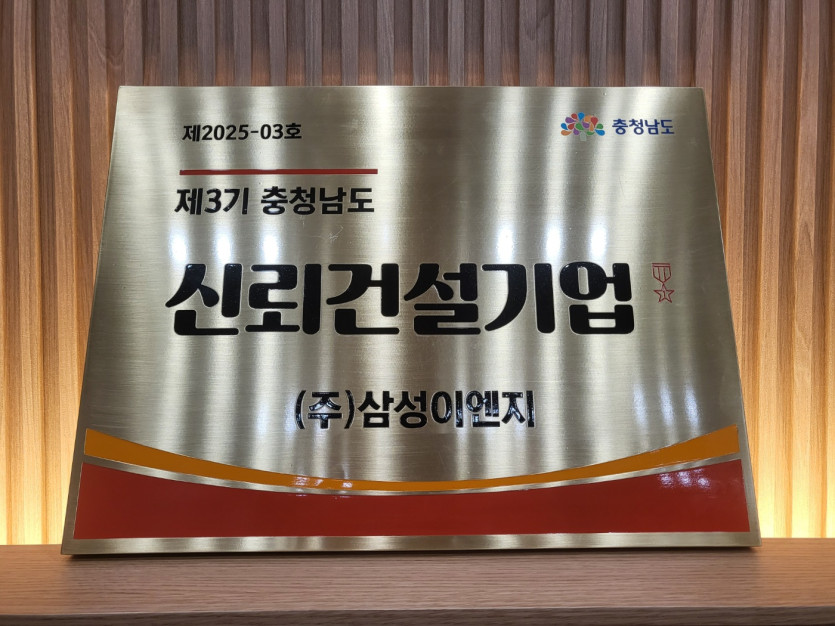 제2025-03호
충청남도
제3기 충청남도
신뢰건설기업
(주)삼성이엔지